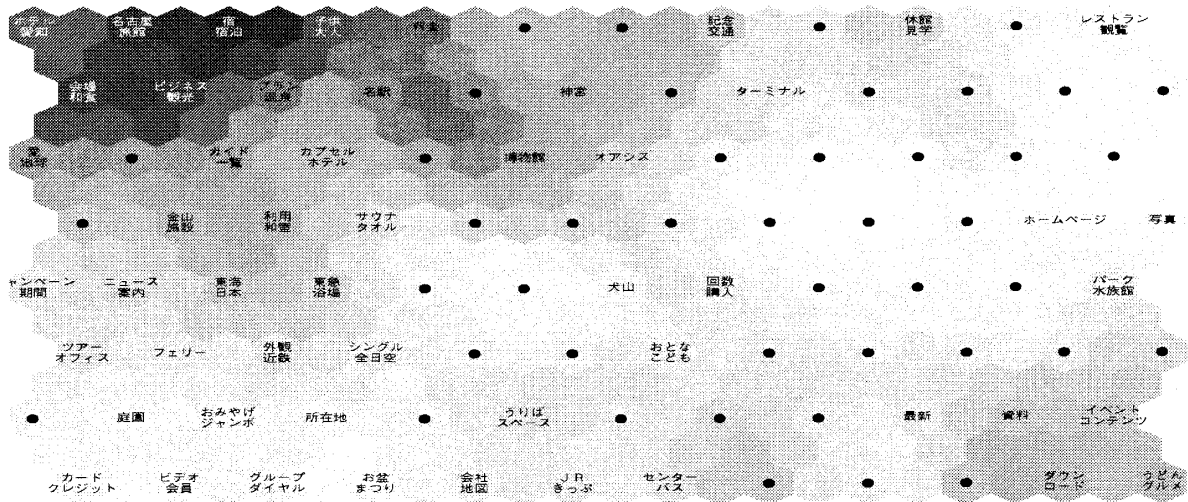 ホテル
愛知
名古屋
旅館
宿
宿泊
子供
大人
記念
交通
休館
見学
レストラン
観覧
会場
和室
ビジネス
観光
プラン
名駅
神宮
ターミナル
愛
地球
ガイド
一覧
カプセル
ホテル
博物館
オアシス
金山
施設
利用
和雲
サウナ
タオル
ホームページ
写真
ャンペーン
期間
ニュース
案内
東海
日本
東急
浴場
犬山
回数
購入
パーク
水族館
ツアー
オフィス
フェリー
外観
近鉄
シングル
全日空
おとな
こども
庭園
おみやげ
ジャンボ
所在地
うりば
スペース
最新
資料
イベント
コンテンツ
カード
クレジット
ビデオ
会員
グループ
ダイヤル
お盆
まつり
会社
地図
JR
きっぷ
センター
バス
ダウン
ロード
うどん
グルメ